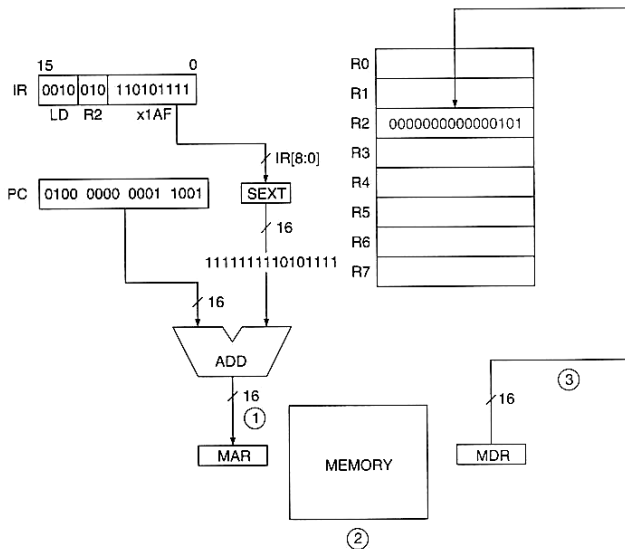 15 0
IR 0010 010 110101111
LD R2 x1AF
IR[8:0]
PC 0100 0000 0001 1001
SEXT
16
1111111110101111
16
ADD
16
1
MAR
MEMORY
2
R0
R1
R2 0000000000000101
R3
R4
R5
R6
R7
3
16
MDR